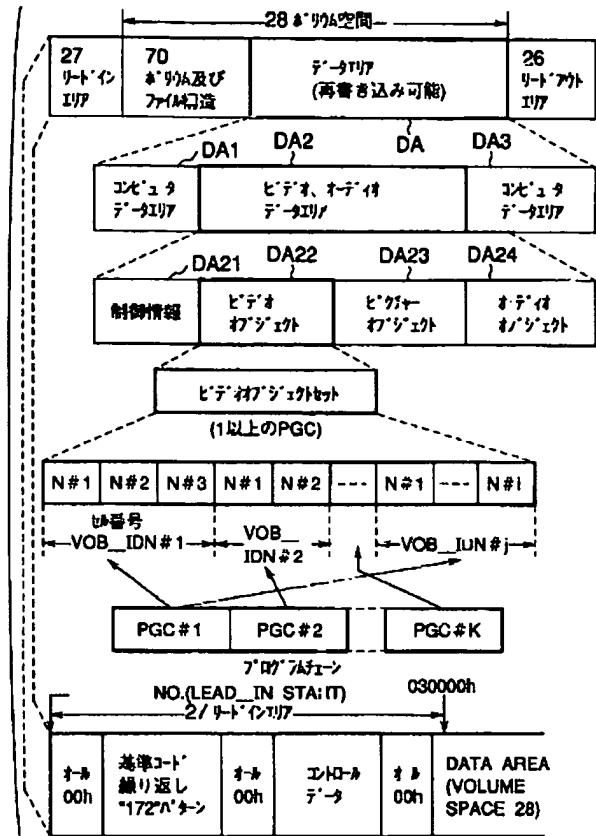 28 ボリウム空間
27
リードイン
エリア
70
ボリウム及び
ファイル構造
データエリア
(再書き込み可能)
26
リードアウト
エリア
DA1
DA2
DA
DA3
コンピュータ
データエリア
ビデオ、オーディオ
データエリア
コンピュータ
データエリア
DA21
DA22
DA23
DA24
制御情報
ビデオ
オブジェクト
ピクチャー
オブジェクト
オーディオ
オブジェクト
ビデオオブジェクトセット
(1以上のPGC)
N#1 N#2 N#3 N#1 N#2 --- N#1 --- N#i
セル番号
VOB_IDN#1
VOB_
IDN#2
VOB_IDN#j
PGC#1 PGC#2 PGC#K
プログラムチェーン
NO.(LEAD_IN START)
030000h
27 リードインエリア
オール
00h
基準コード
繰り返し
"172"パターン
オール
00h
コントロール
データ
オール
00h
DATA AREA
(VOLUME
SPACE 28)